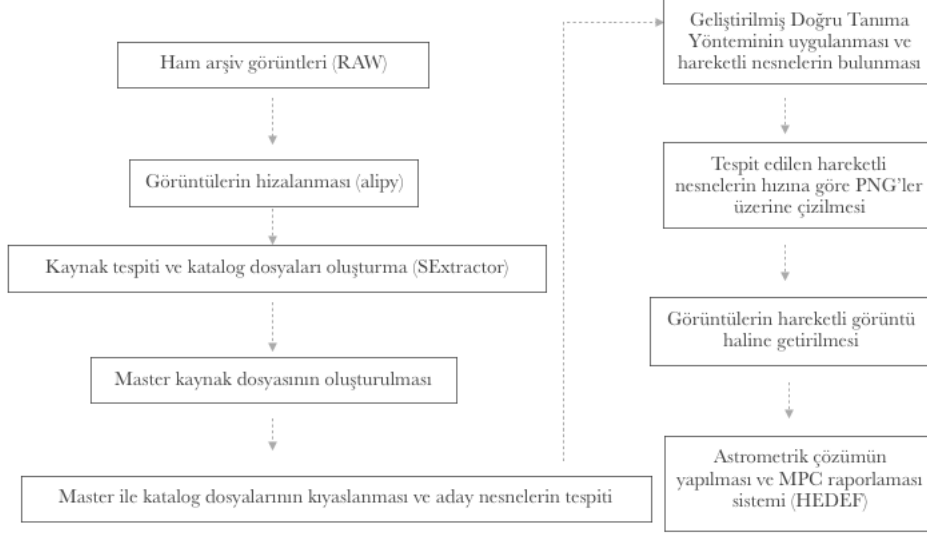 Ham arşiv görüntleri (RAW)
Görüntülerin hizalanması (alipy)
Kaynak tespiti ve katalog dosyaları oluşturma (SExtractor)
Master kaynak dosyasının oluşturulması
Master ile katalog dosyalarının kıyaslanması ve aday nesnelerin tespiti
Geliştirilmiş Doğru Tanıma
Yönteminin uygulanması ve
hareketli nesnelerin bulunması
Tespit edilen hareketli
nesnelerin hızına göre PNG’ler
üzerine çizilmesi
Görüntülerin hareketli görüntü
haline getirilmesi
Astrometrik çözümün
yapılması ve MPC raporlaması
sistemi (HEDEF)